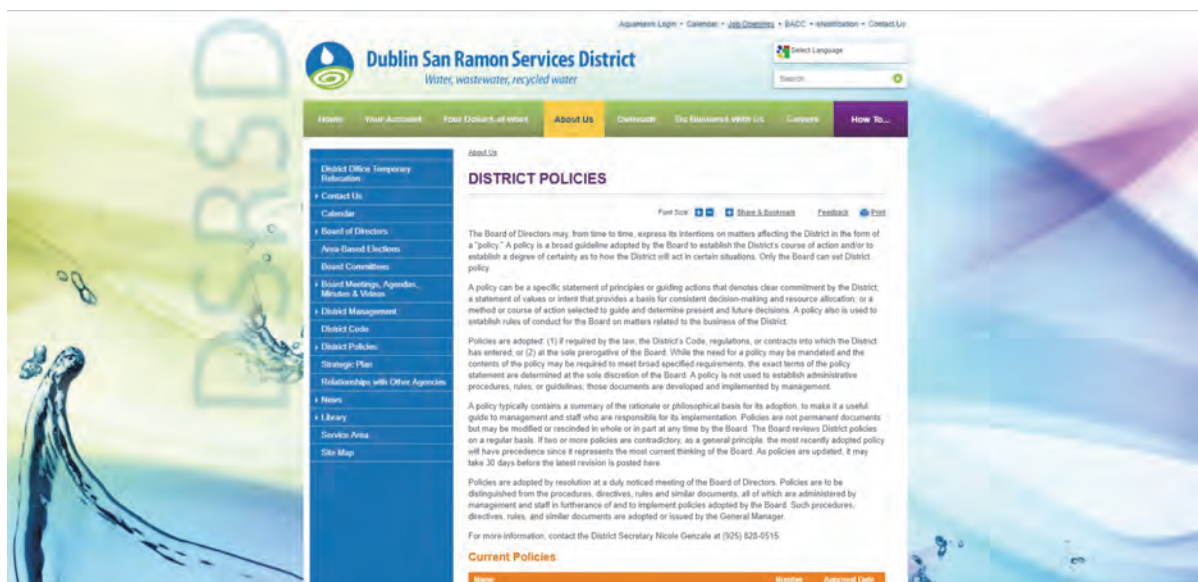 Aquamark Login • Calendar • Job Openings • BACC • eNotification • Contact Us
Select Language
Dublin San Ramon Services District
Water, wastewater, recycled water
Search...
DSRSD
Home Your Account Your Dollars at Work About Us Outreach Do Business With Us Careers How To...
District Office Temporary
Relocation
Contact Us
Calendar
Board of Directors
Area-Based Elections
Board Committees
Board Meetings, Agendas,
Minutes & Videos
District Management
District Code
District Policies
Strategic Plan
Relationships with Other Agencies
News
Library
Service Area
Site Map
About Us
DISTRICT POLICIES
Font Size: + - + Share & Bookmark Feedback Print
The Board of Directors may, from time to time, express its intentions on matters affecting the District in the form of
a "policy." A policy is a broad guideline adopted by the Board to establish the District's course of action and/or to
establish a degree of certainty as to how the District will act in certain situations. Only the Board can set District
policy.
A policy can be a specific statement of principles or guiding actions that denotes clear commitment by the District;
a statement of values or intent that provides a basis for consistent decision-making and resource allocation; or a
method or course of action selected to guide and determine present and future decisions. A policy also is used to
establish rules of conduct for the Board on matters related to the business of the District.
Policies are adopted: (1) if required by the law, the District's Code, regulations, or contracts into which the District
has entered; or (2) at the sole prerogative of the Board. While the need for a policy may be mandated and the
contents of the policy may be required to meet broad specified requirements, the exact terms of the policy
statement are determined at the sole discretion of the Board. A policy is not used to establish administrative
procedures, rules, or guidelines; those documents are developed and implemented by management.
A policy typically contains a summary of the rationale or philosophical basis for its adoption, to make it a useful
guide to management and staff who are responsible for its implementation. Policies are not permanent documents
but may be modified or rescinded in whole or in part at any time by the Board. The Board reviews District policies
on a regular basis. If two or more policies are contradictory, as a general principle, the most recently adopted policy
will have precedence since it represents the most current thinking of the Board. As policies are updated, it may
take 30 days before the latest revision is posted here.
Policies are adopted by resolution at a duly noticed meeting of the Board of Directors. Policies are to be
distinguished from the procedures, directives, rules and similar documents, all of which are administered by
management and staff in furtherance of and to implement policies adopted by the Board. Such procedures,
directives, rules, and similar documents are adopted or issued by the General Manager.
For more information, contact the District Secretary Nicole Genzale at (925) 828-0515.
Current Policies
Name Number Approval Date